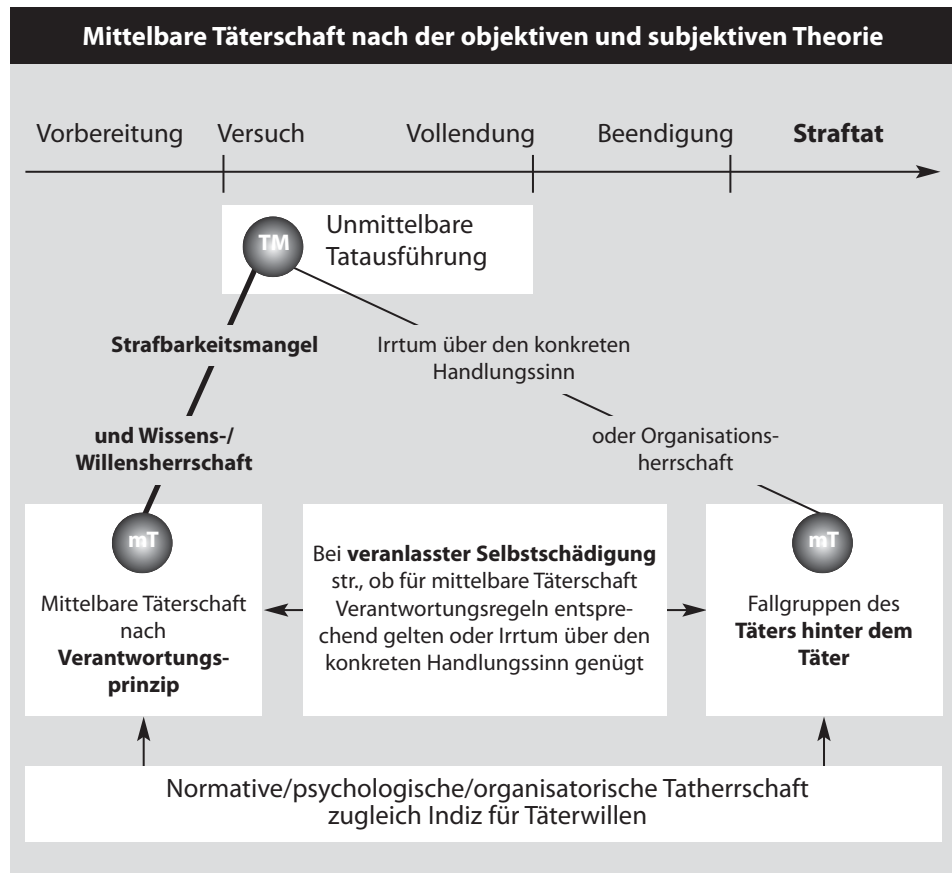 Mittelbare Täterschaft nach der objektiven und subjektiven Theorie
Vorbereitung Versuch Vollendung Beendigung Straftat
TM
Unmittelbare
Tatausführung
Strafbarkeitsmangel
Irrtum über den konkreten
Handlungssinn
und Wissens-/
Willensherrschaft
oder Organisations-
herrschaft
mT
Mittelbare Täterschaft
nach
Verantwortungs-
prinzip
Bei veranlasster Selbstschädigung
str., ob für mittelbare Täterschaft
Verantwortungsregeln entspre-
chend gelten oder Irrtum über den
konkreten Handlungssinn genügt
mT
Fallgruppen des
Täters hinter dem
Täter
Normative/psychologische/organisatorische Tatherrschaft
zugleich Indiz für Täterwillen